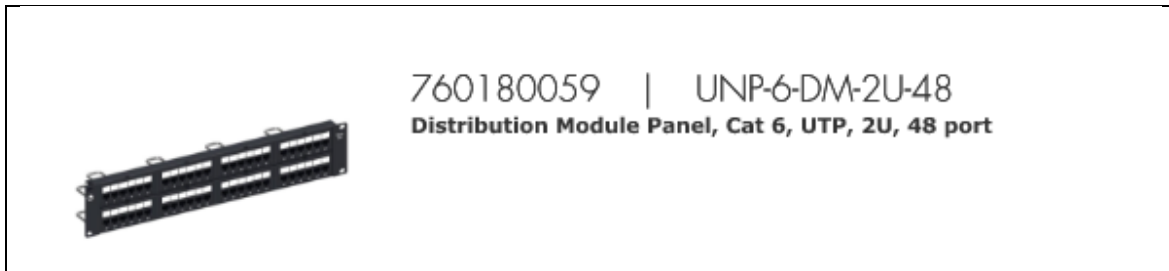 760180059 | UNP-6-DM-2U-48
Distribution Module Panel, Cat 6, UTP, 2U, 48 port